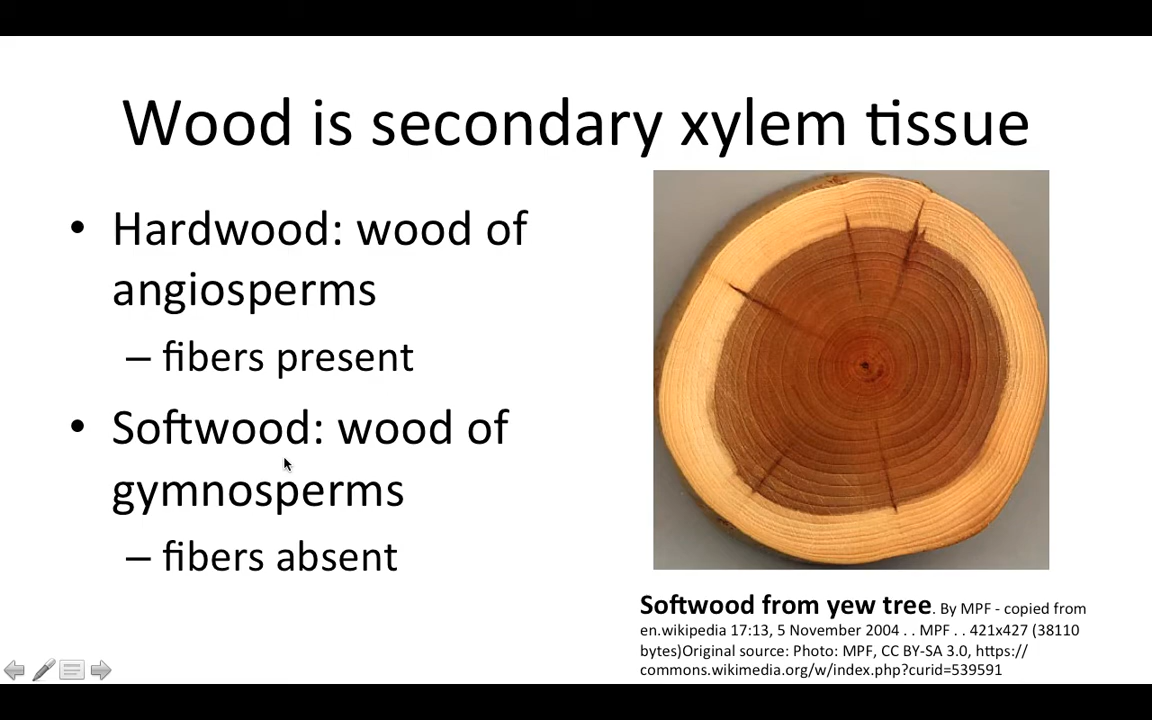 Wood is secondary xylem tissue
• Hardwood: wood of
angiosperms
– fibers present
• Softwood: wood of
gymnosperms
– fibers absent
Softwood from yew tree. By MPF - copied from
en.wikipedia 17:13, 5 November 2004 . . MPF . . 421x427 (38110
bytes)Original source: Photo: MPF, CC BY-SA 3.0, https://
commons.wikimedia.org/w/index.php?curid=539591